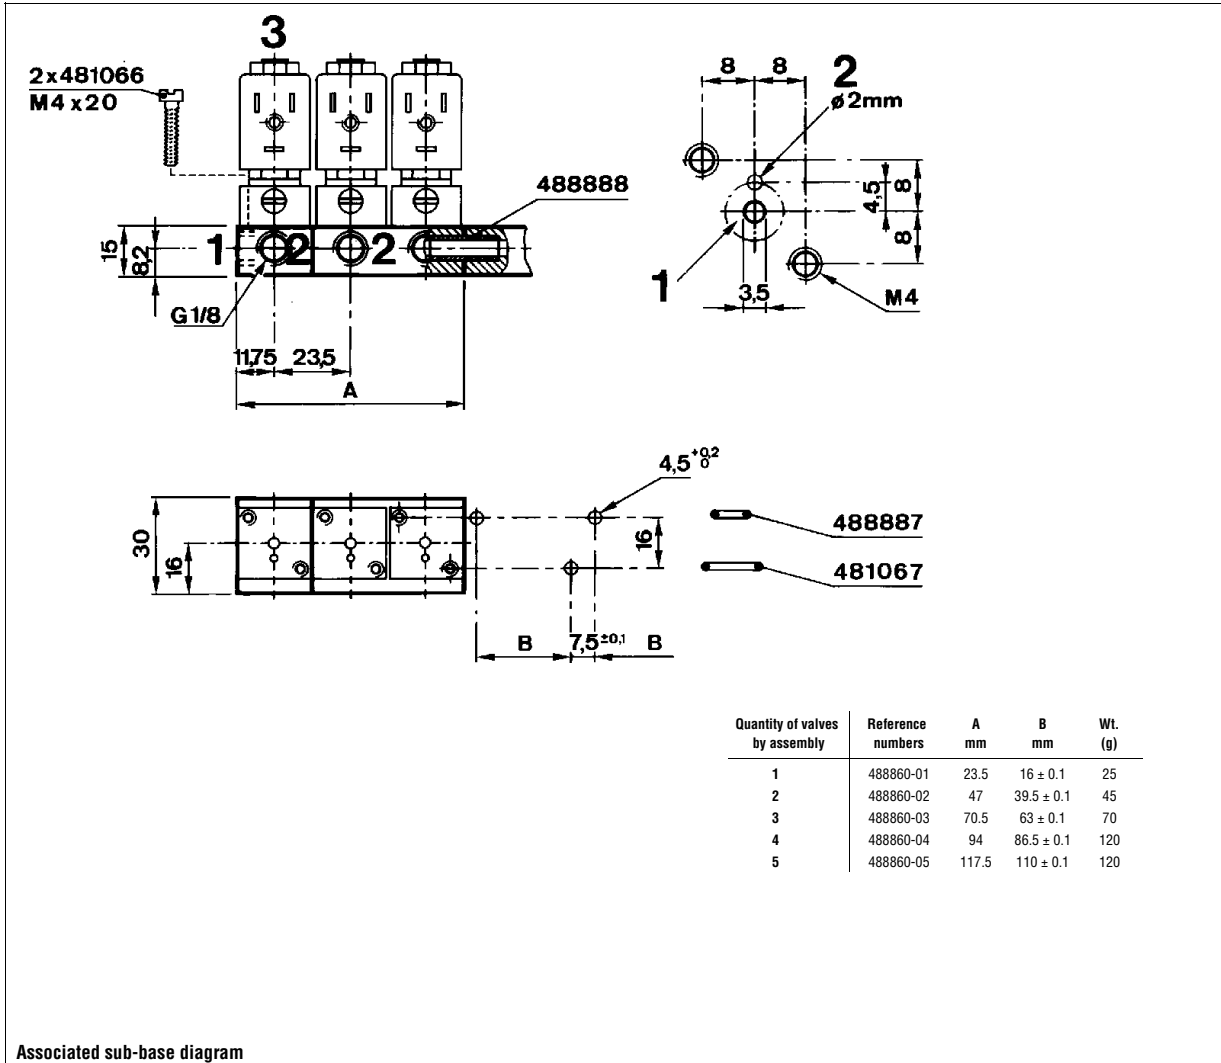 3
2x481066
M4x20
488888
15
8,2
1
2
2
G1/8
11,75
23,5
A
8
8
2
ø2mm
4,5
8
8
1
3,5
M4
4,5 +0,2 0
30
16
16
488887
481067
B
7,5 ±0,1
B
Quantity of valves by assembly Reference numbers A mm B mm Wt. (g)
1 488860-01 23.5 16 ± 0.1 25
2 488860-02 47 39.5 ± 0.1 45
3 488860-03 70.5 63 ± 0.1 70
4 488860-04 94 86.5 ± 0.1 120
5 488860-05 117.5 110 ± 0.1 120
Associated sub-base diagram